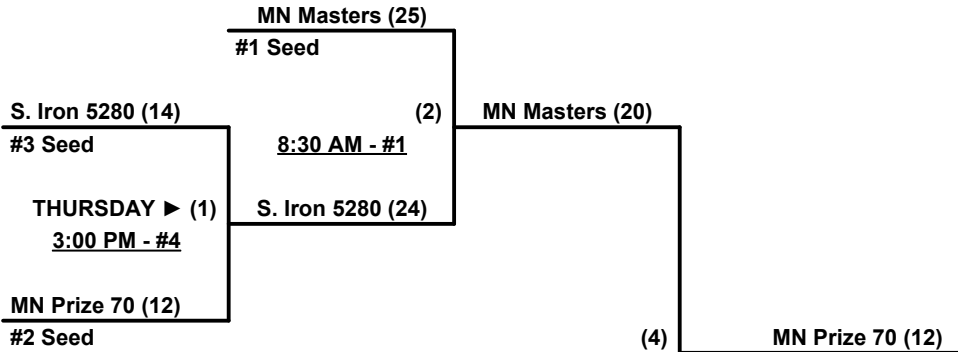 MN Masters (25)
#1 Seed
S. Iron 5280 (14)
(2)
MN Masters (20)
#3 Seed
8:30 AM - #1
THURSDAY ► (1)
S. Iron 5280 (24)
3:00 PM - #4
MN Prize 70 (12)
#2 Seed
(4)
MN Prize 70 (12)